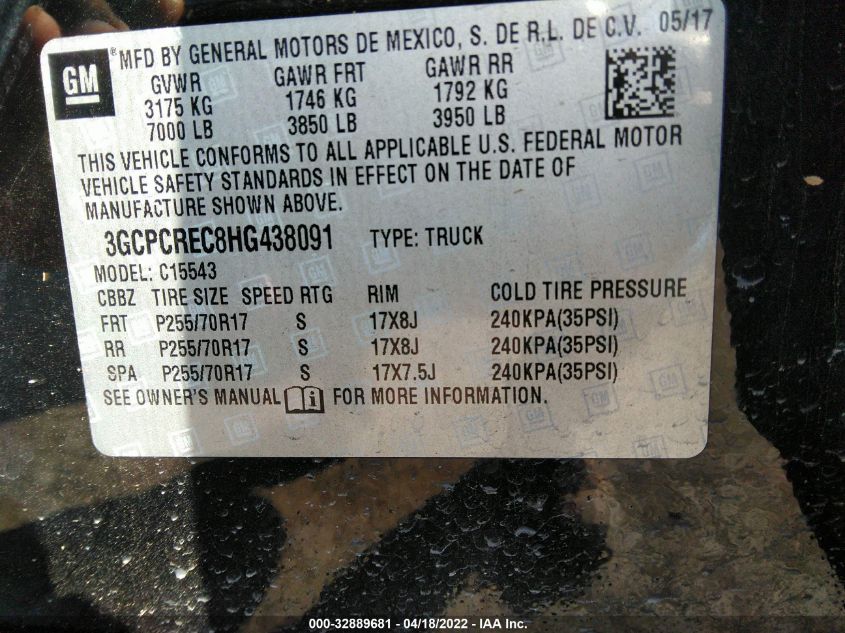 GM MFD BY GENERAL MOTORS DE MEXICO, S. DE R.L. DE C.V. 05/17
GVWR GAWR FRT GAWR RR
3175 KG 1746 KG 1792 KG
7000 LB 3850 LB 3950 LB
THIS VEHICLE CONFORMS TO ALL APPLICABLE U.S. FEDERAL MOTOR
VEHICLE SAFETY STANDARDS IN EFFECT ON THE DATE OF
MANUFACTURE SHOWN ABOVE.
3GCPCREC8HG438091 TYPE: TRUCK
MODEL: C15543
CBBZ TIRE SIZE SPEED RTG RIM COLD TIRE PRESSURE
FRT P255/70R17 S 17X8J 240KPA(35PSI)
RR P255/70R17 S 17X8J 240KPA(35PSI)
SPA P255/70R17 S 17X7.5J 240KPA(35PSI)
SEE OWNER'S MANUAL i FOR MORE INFORMATION.
000-32889681 - 04/18/2022 - IAA Inc.